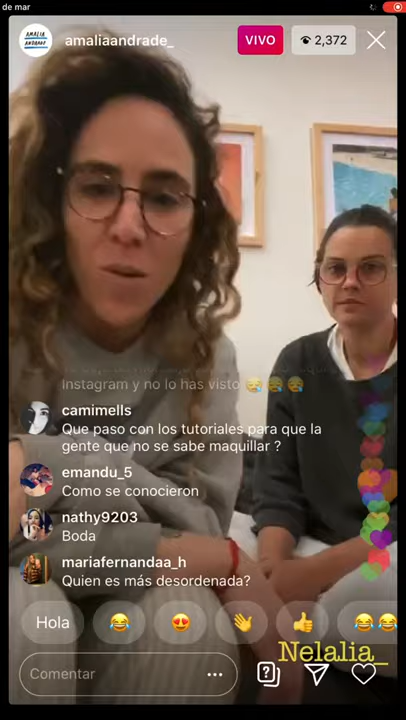 de mar
AMALIA
ANDRADE
amaliaandrade_
VIVO
2,372
Instagram y no lo has visto 😪 😪 😪
camimells
Que paso con los tutoriales para que la
gente que no se sabe maquillar ?
emandu_5
Como se conocieron
nathy9203
Boda
mariafernandaa_h
Quien es más desordenada?
Hola 😂 😍 👋 👍 😂😂
Nelalia_
Comentar